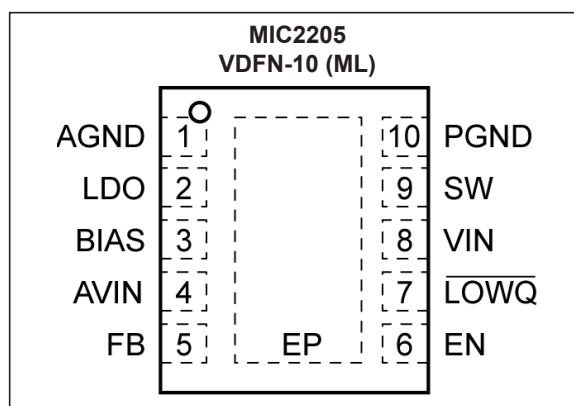 MIC2205
VDFN-10 (ML)
AGND 1 10 PGND
LDO 2 9 SW
BIAS 3 8 VIN
AVIN 4 7 LOWQ
FB 5 EP 6 EN